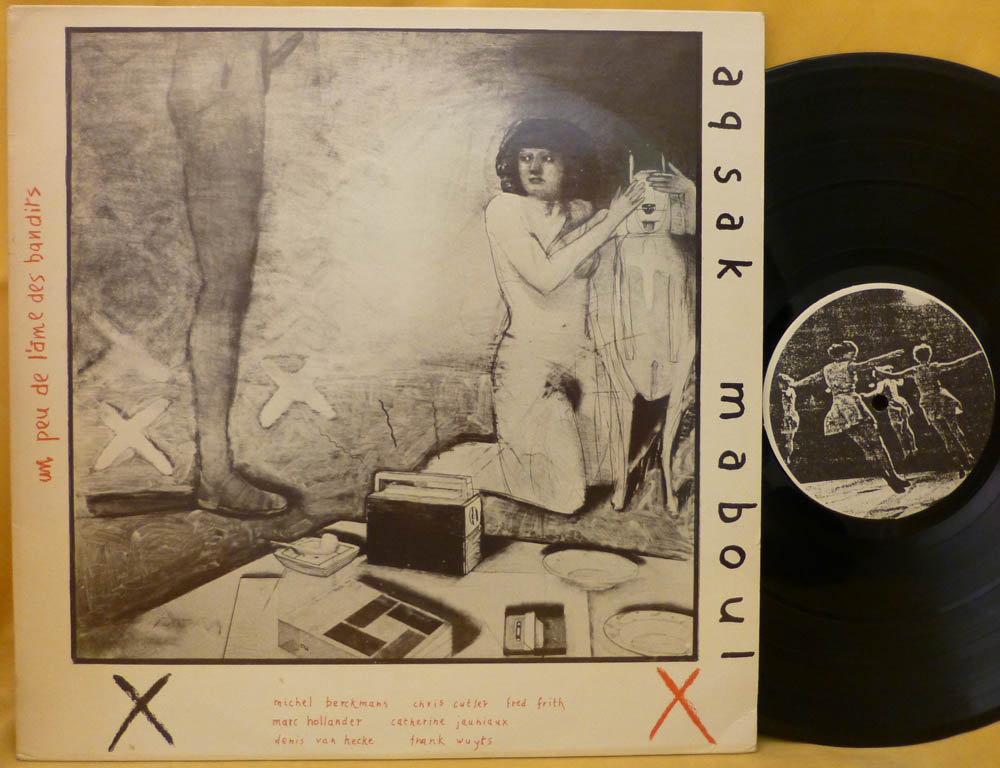 un peu de l'âme des bandits
aqsak maboul
michel berckmans chris cutler fred frith
marc hollander catherine jauniaux
denis van hecke frank wuyts